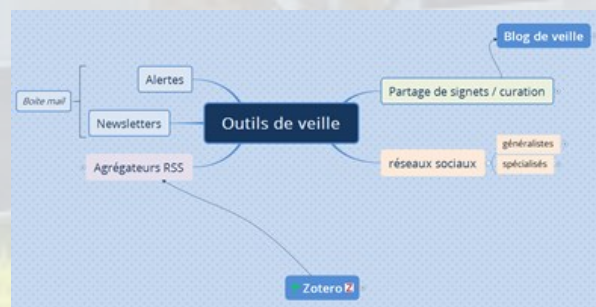 Outils de veille
Alertes
Newsletters
Boite mail
Agrégateurs RSS
Zotero Z
Blog de veille
Partage de signets / curation
réseaux sociaux
généralistes
spécialisés